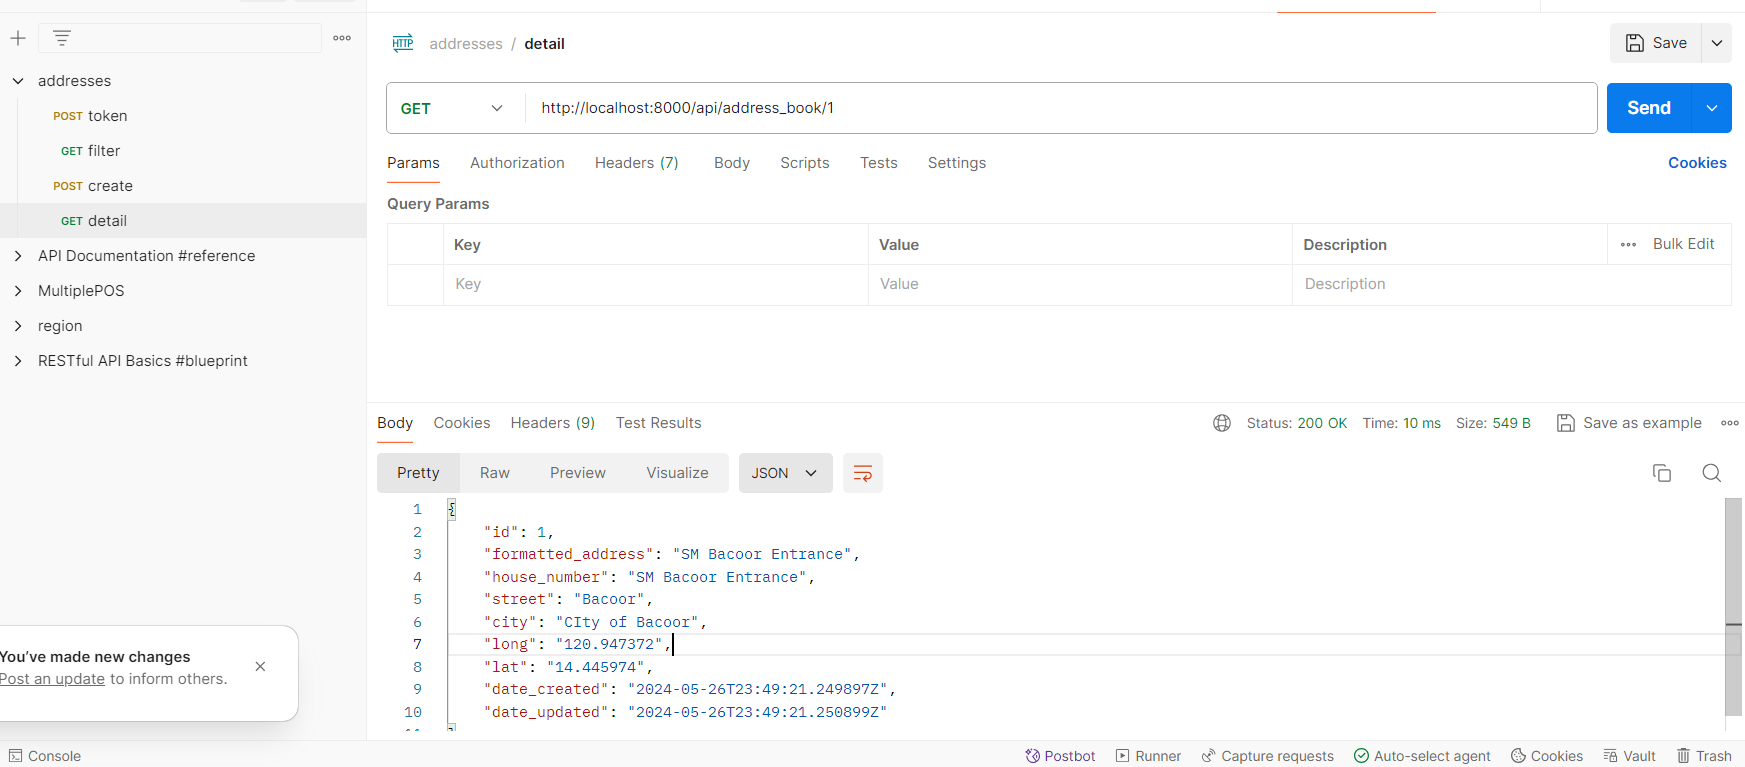 addresses
POST token
GET filter
POST create
GET detail
API Documentation #reference
MultiplePOS
region
RESTful API Basics #blueprint
You've made new changes
Post an update to inform others.
HTTP addresses / detail
Save
GET http://localhost:8000/api/address_book/1
Send
Params Authorization Headers (7) Body Scripts Tests Settings Cookies
Query Params
Key Value Description Bulk Edit
Key Value Description
Body Cookies Headers (9) Test Results Status: 200 OK Time: 10 ms Size: 549 B Save as example
Pretty Raw Preview Visualize JSON
1 {
2 "id": 1,
3 "formatted_address": "SM Bacoor Entrance",
4 "house_number": "SM Bacoor Entrance",
5 "street": "Bacoor",
6 "city": "CIty of Bacoor",
7 "long": "120.947372",
8 "lat": "14.445974",
9 "date_created": "2024-05-26T23:49:21.249897Z",
10 "date_updated": "2024-05-26T23:49:21.250899Z"
Console Postbot Runner Capture requests Auto-select agent Cookies Vault Trash